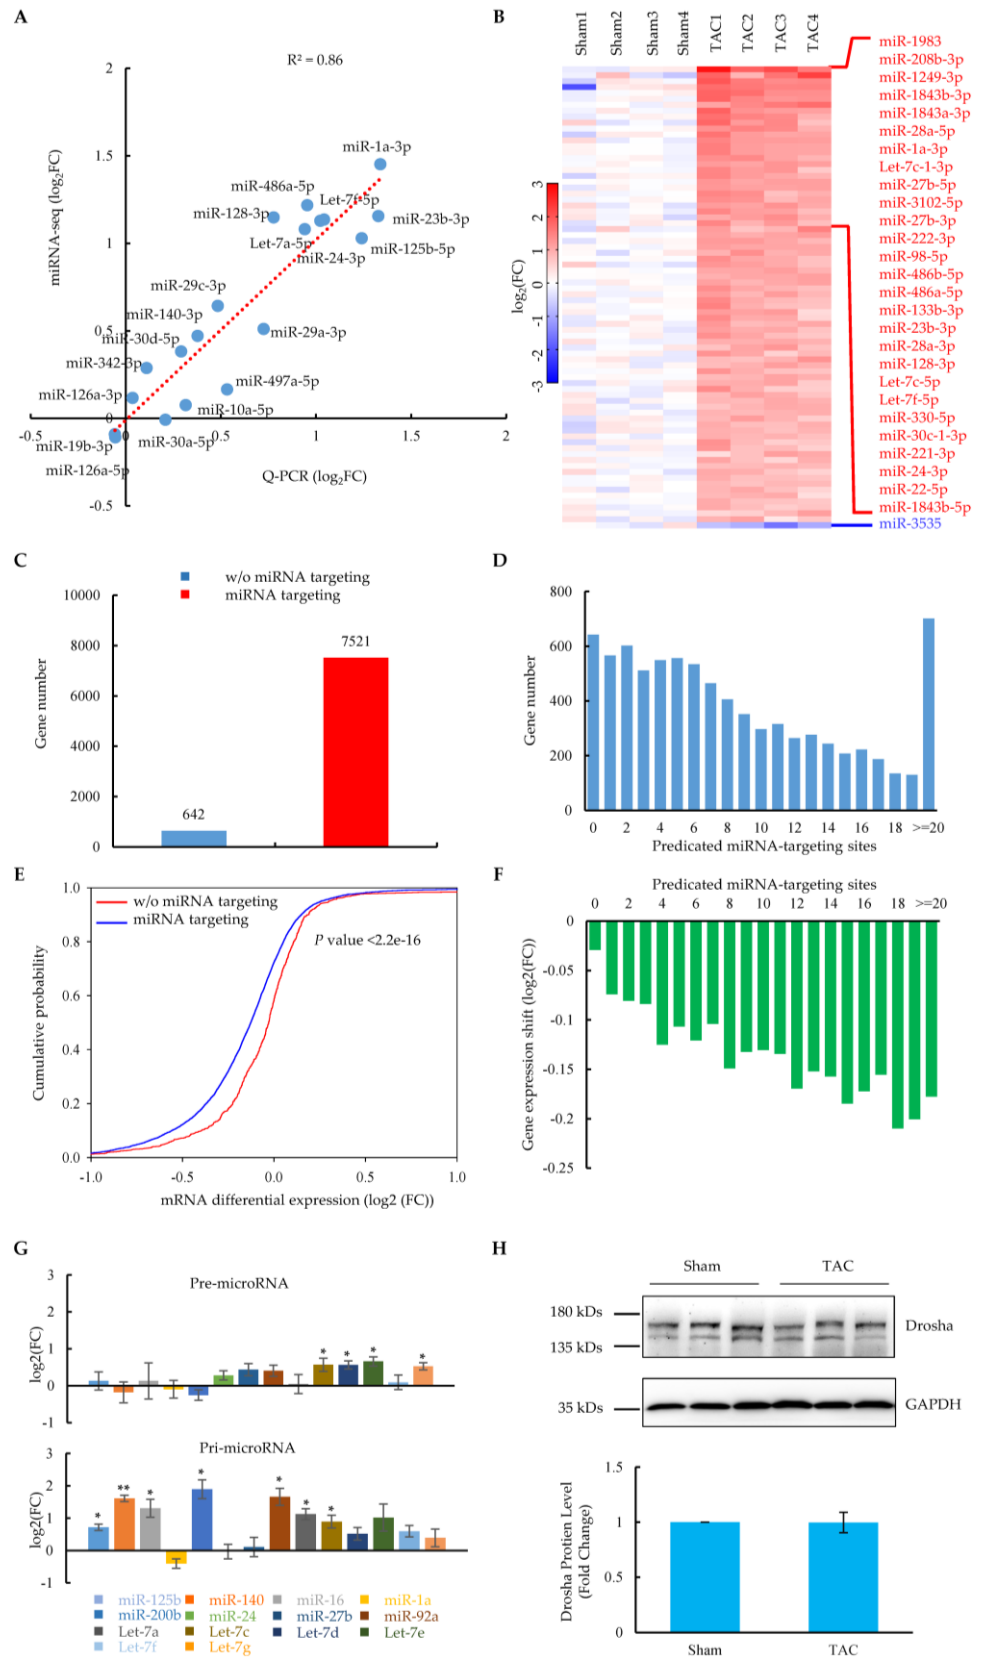 A
R² = 0.86
miRNA-seq (log₂FC)
2
1.5
1
0.5
0
-0.5
-0.5
0
0.5
1
1.5
2
Q-PCR (log₂FC)
miR-1a-3p
miR-486a-5p
Let-7f-5p
miR-128-3p
miR-23b-3p
Let-7a-5p
miR-125b-5p
miR-24-3p
miR-29c-3p
miR-140-3p
miR-29a-3p
miR-30d-5p
miR-342-3p
miR-497a-5p
miR-126a-3p
miR-10a-5p
miR-19b-3p
miR-30a-5p
miR-126a-5p
B
Sham1
Sham2
Sham3
Sham4
TAC1
TAC2
TAC3
TAC4
log₂(FC)
3
2
1
0
-1
-2
-3
miR-1983
miR-208b-3p
miR-1249-3p
miR-1843b-3p
miR-1843a-3p
miR-28a-5p
miR-1a-3p
Let-7c-1-3p
miR-27b-5p
miR-3102-5p
miR-27b-3p
miR-222-3p
miR-98-5p
miR-486b-5p
miR-486a-5p
miR-133b-3p
miR-23b-3p
miR-28a-3p
miR-128-3p
Let-7c-5p
Let-7f-5p
miR-330-5p
miR-30c-1-3p
miR-221-3p
miR-24-3p
miR-22-5p
miR-1843b-5p
miR-3535
C
w/o miRNA targeting
miRNA targeting
Gene number
10000
8000
6000
4000
2000
0
642
7521
D
Gene number
800
600
400
200
0
0 2 4 6 8 10 12 14 16 18 >=20
Predicated miRNA-targeting sites
E
w/o miRNA targeting
miRNA targeting
P value <2.2e-16
Cumulative probability
1.0
0.8
0.6
0.4
0.2
0.0
-1.0 -0.5 0.0 0.5 1.0
mRNA differential expression (log2 (FC))
F
Predicated miRNA-targeting sites
0 2 4 6 8 10 12 14 16 18 >=20
Gene expression shift (log2(FC))
0
-0.05
-0.1
-0.15
-0.2
-0.25
G
Pre-microRNA
log2(FC)
3
2
1
0
-1
* * * *
Pri-microRNA
log2(FC)
3
2
1
0
-1
* ** * * * * *
miR-125b miR-140 miR-16 miR-1a
miR-200b miR-24 miR-27b miR-92a
Let-7a Let-7c Let-7d Let-7e
Let-7f Let-7g
H
Sham TAC
180 kDs
135 kDs
Drosha
35 kDs
GAPDH
Drosha Protien Level
(Fold Change)
1.5
1
0.5
0
Sham TAC